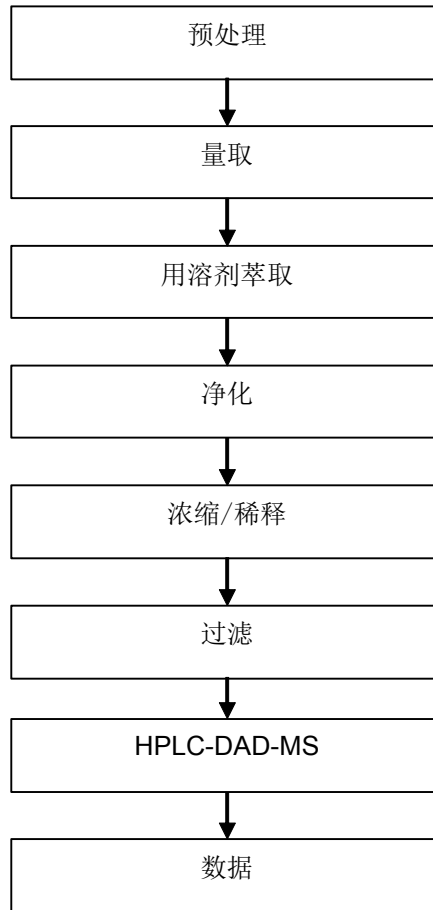 预处理
量取
用溶剂萃取
净化
浓缩/稀释
过滤
HPLC-DAD-MS
数据